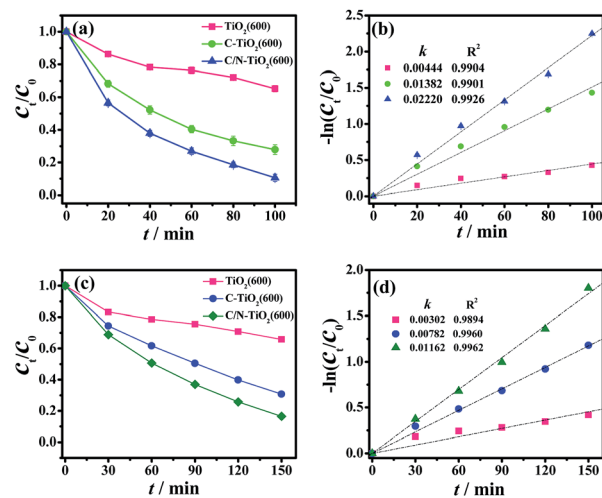 (a)
TiO2(600)
C-TiO2(600)
C/N-TiO2(600)
Ct/C0
1.0
0.8
0.6
0.4
0.2
0.0
0 20 40 60 80 100
t / min
(b)
k R²
0.00444 0.9904
0.01382 0.9901
0.02220 0.9926
-ln(Ct/C0)
2.5
2.0
1.5
1.0
0.5
0.0
0 20 40 60 80 100
t / min
(c)
TiO2(600)
C-TiO2(600)
C/N-TiO2(600)
Ct/C0
1.0
0.8
0.6
0.4
0.2
0.0
0 30 60 90 120 150
t / min
(d)
k R²
0.00302 0.9894
0.00782 0.9960
0.01162 0.9962
-ln(Ct/C0)
2.0
1.5
1.0
0.5
0.0
0 30 60 90 120 150
t / min